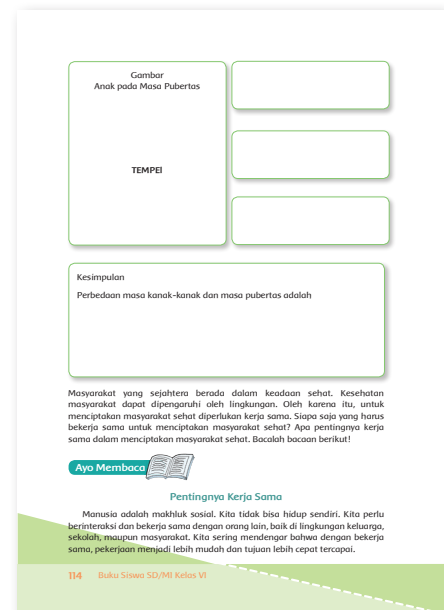 Gambar
Anak pada Masa Pubertas
TEMPEl
Kesimpulan
Perbedaan masa kanak-kanak dan masa pubertas adalah
Masyarakat yang sejahtera berada dalam keadaan sehat. Kesehatan
masyarakat dapat dipengaruhi oleh lingkungan. Oleh karena itu, untuk
menciptakan masyarakat sehat diperlukan kerja sama. Siapa saja yang harus
bekerja sama untuk menciptakan masyarakat sehat? Apa pentingnya kerja
sama dalam menciptakan masyarakat sehat. Bacalah bacaan berikut!
Ayo Membaca
Pentingnya Kerja Sama
Manusia adalah makhluk sosial. Kita tidak bisa hidup sendiri. Kita perlu
berinteraksi dan bekerja sama dengan orang lain, baik di lingkungan keluarga,
sekolah, maupun masyarakat. Kita sering mendengar bahwa dengan bekerja
sama, pekerjaan menjadi lebih mudah dan tujuan lebih cepat tercapai.
114 Buku Siswa SD/MI Kelas VI